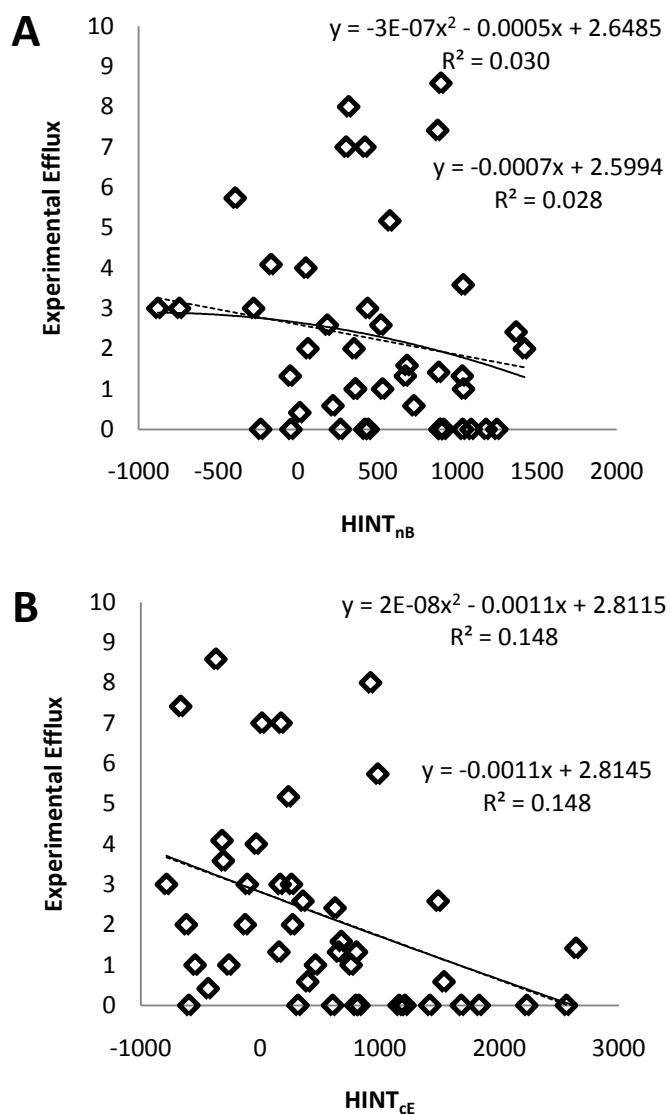 A
y = -3E-07x² - 0.0005x + 2.6485
R² = 0.030
y = -0.0007x + 2.5994
R² = 0.028
Experimental Efflux
10
9
8
7
6
5
4
3
2
1
0
-1000 -500 0 500 1000 1500 2000
HINTnB
B
y = 2E-08x² - 0.0011x + 2.8115
R² = 0.148
y = -0.0011x + 2.8145
R² = 0.148
Experimental Efflux
10
9
8
7
6
5
4
3
2
1
0
-1000 0 1000 2000 3000
HINTcE